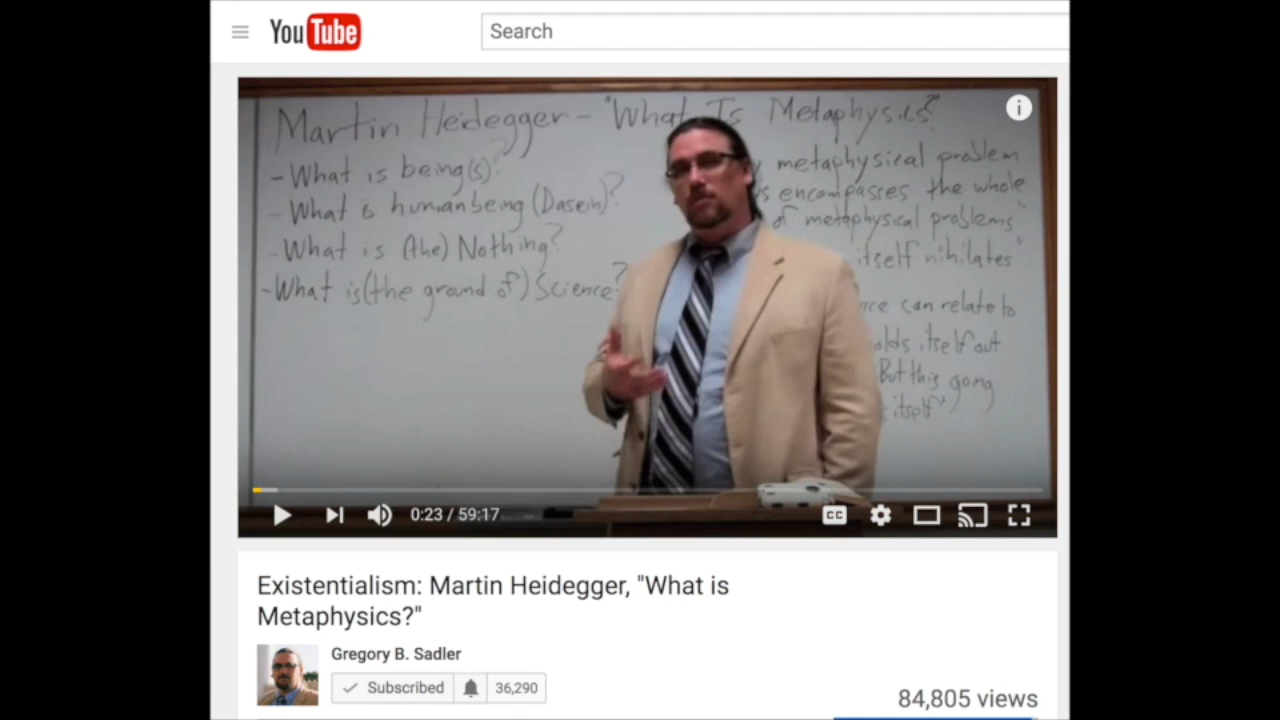 YouTube
Search
Martin Heidegger - "What Is Metaphysics?"
- What is being(s)?
- What is human being (Dasein)?
- What is (the) Nothing?
- What is (the ground of) Science?
metaphysical problem
encompasses the whole
of metaphysical problems"
itself nihilates"
can relate to
itself out
But this going
itself"
i
0:23 / 59:17
CC
Existentialism: Martin Heidegger, "What is
Metaphysics?"
Gregory B. Sadler
Subscribed
36,290
84,805 views